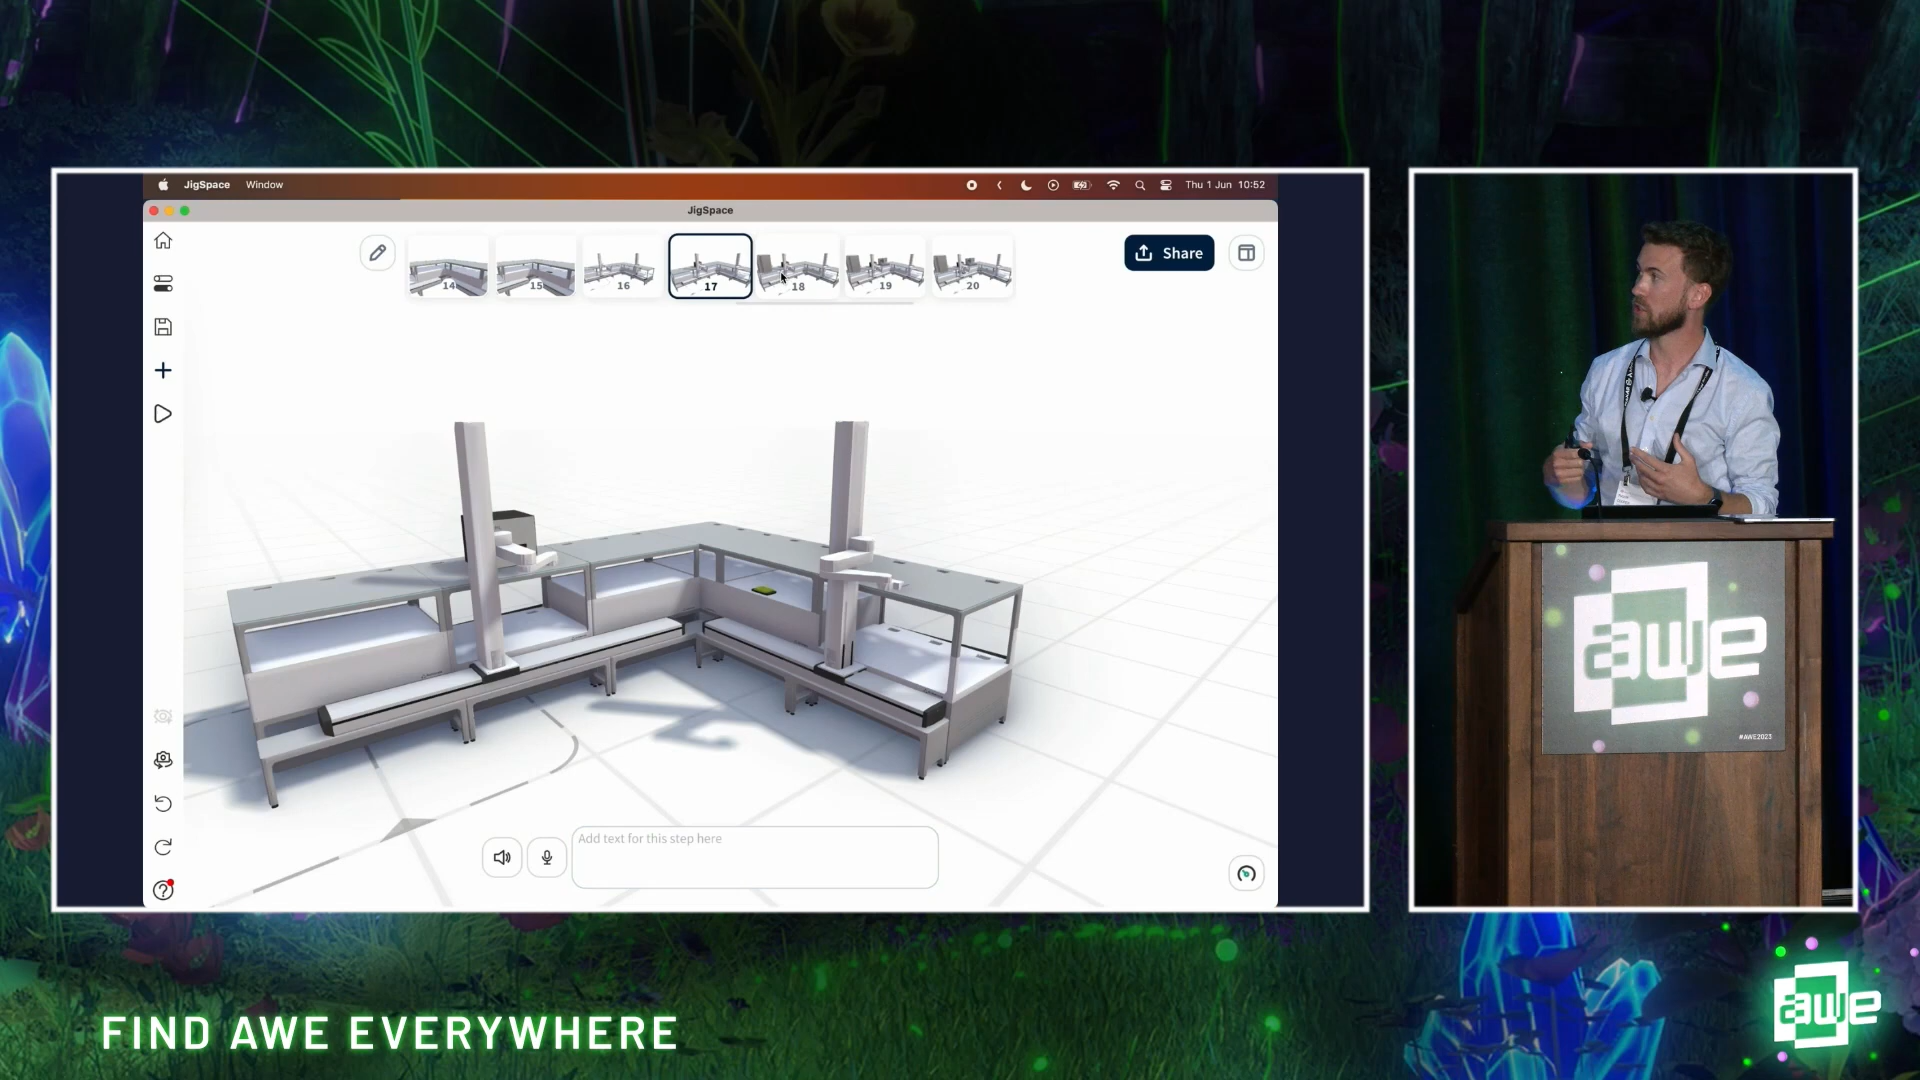 JigSpace Window
Thu 1 Jun 10:52
JigSpace
14 15 16 17 18 19 20
Share
Add text for this step here
awe
#AWE2023
FIND AWE EVERYWHERE
awe